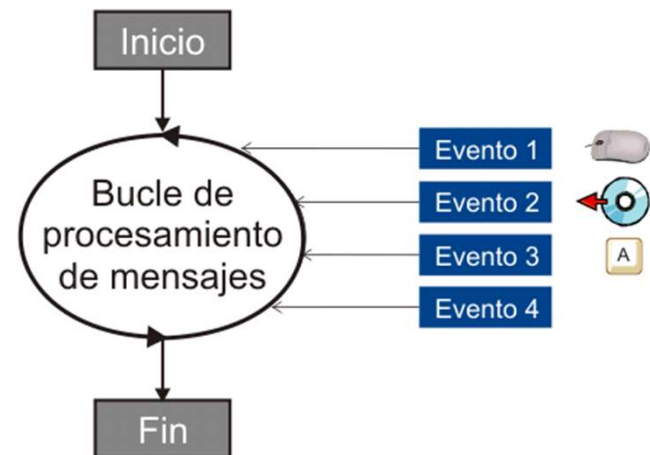 Inicio
Bucle de
procesamiento
de mensajes
Evento 1
Evento 2
Evento 3
A
Evento 4
Fin